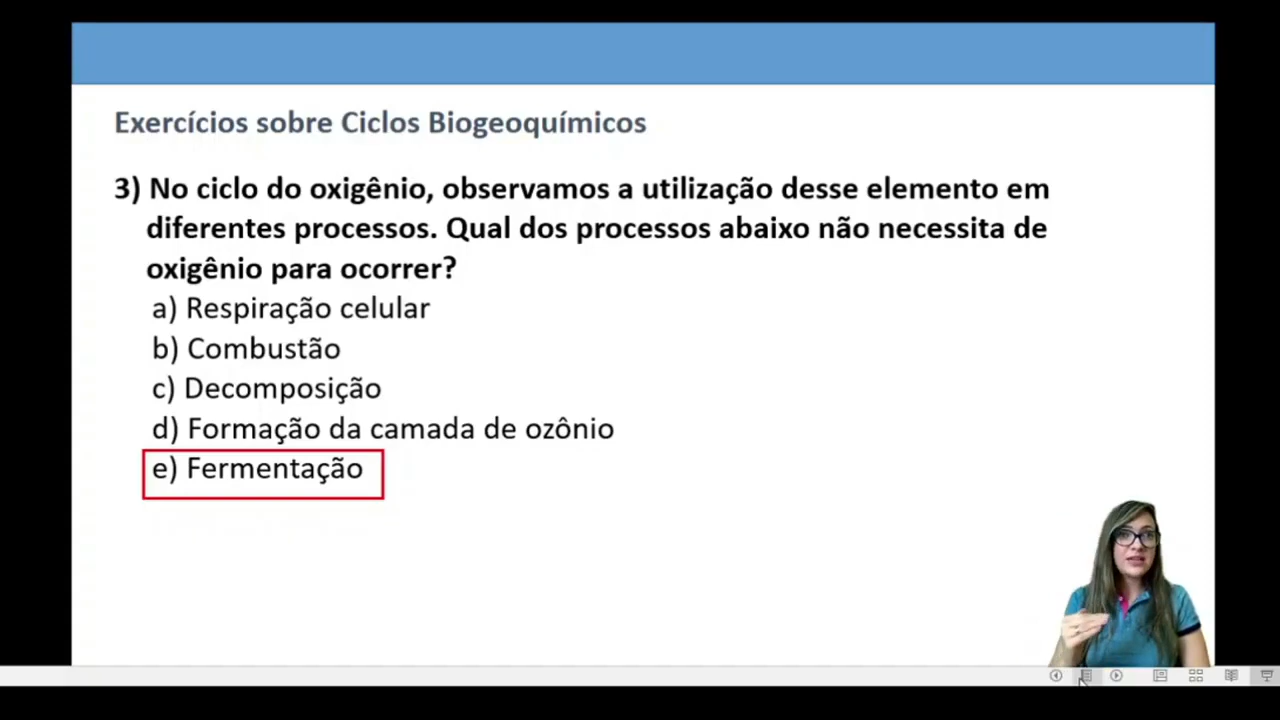 Exercícios sobre Ciclos Biogeoquímicos
3) No ciclo do oxigênio, observamos a utilização desse elemento em
diferentes processos. Qual dos processos abaixo não necessita de
oxigênio para ocorrer?
a) Respiração celular
b) Combustão
c) Decomposição
d) Formação da camada de ozônio
e) Fermentação